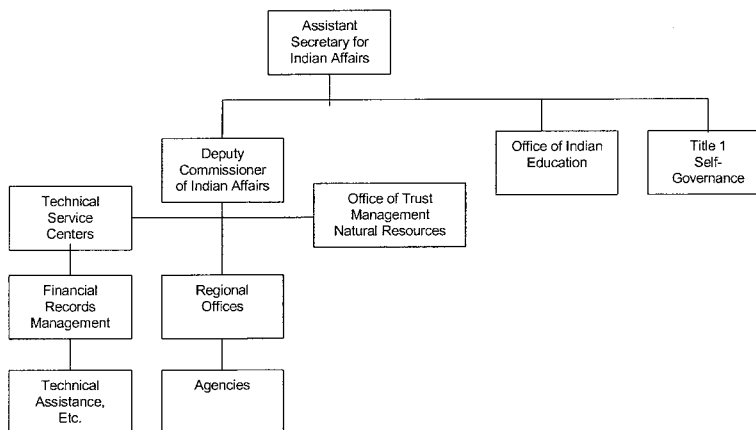 Assistant
Secretary for
Indian Affairs
Deputy
Commissioner
of Indian Affairs
Office of Indian
Education
Title 1
Self-
Governance
Technical
Service
Centers
Office of Trust
Management
Natural Resources
Financial
Records
Management
Regional
Offices
Technical
Assistance,
Etc.
Agencies